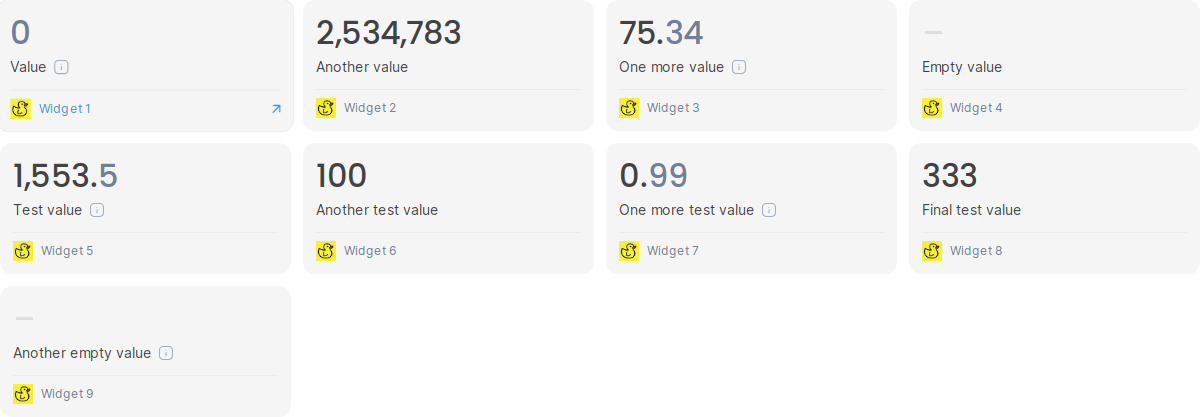 0
Value
Widget 1
2,534,783
Another value
Widget 2
75.34
One more value
Widget 3
–
Empty value
Widget 4
1,553.5
Test value
Widget 5
100
Another test value
Widget 6
0.99
One more test value
Widget 7
333
Final test value
Widget 8
–
Another empty value
Widget 9